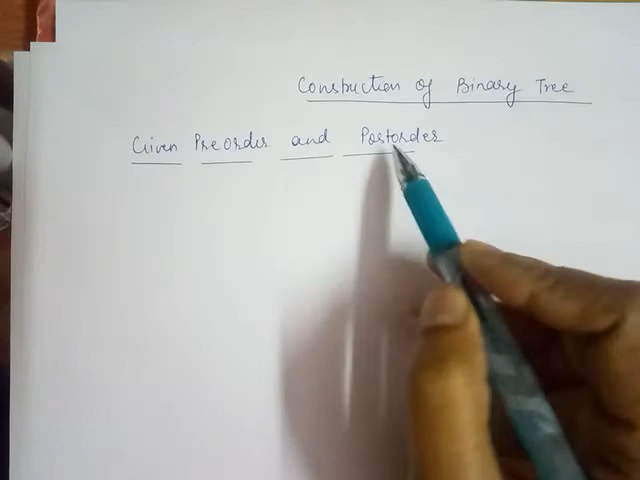 Construction of Binary Tree
Given Preorder and Postorder